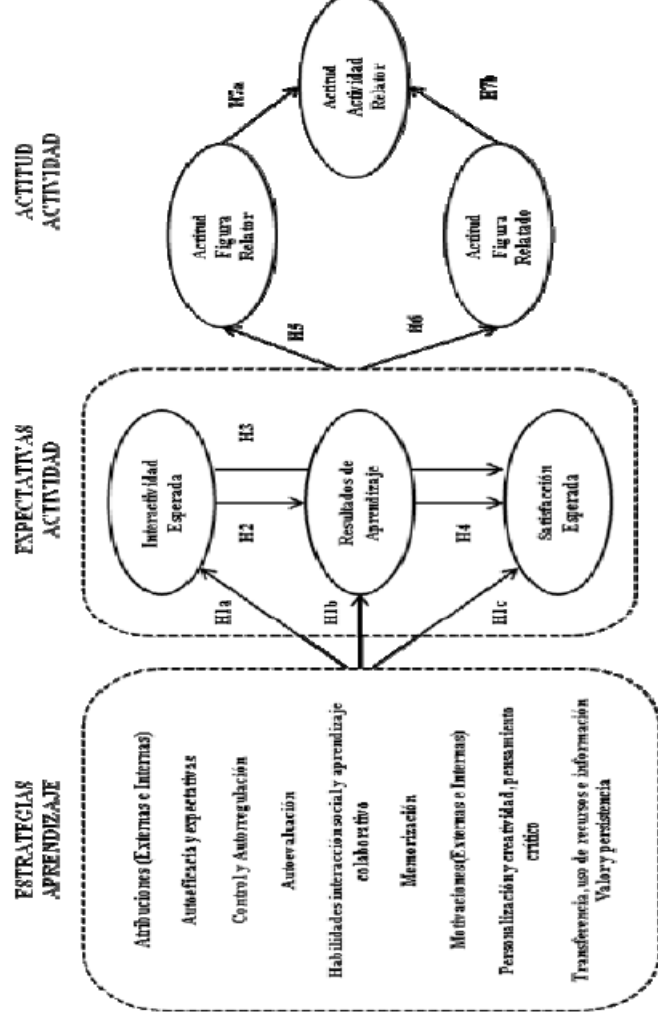 ESTRATEGIAS
APRENDIZAJE
Atribuciones (Externas e Internas)
Autoeficacia y expectativas
Control y Autorregulación
Autoevaluación
Habilidades interacción social y aprendizaje
colaborativo
Memorización
Motivaciones (Externas e Internas)
Personalización y creatividad, pensamiento
crítico
Transferencia, uso de recursos e información
Valor y persistencia
EXPECTATIVAS
ACTIVIDAD
H1a
H1b
H1c
Interactividad
Esperada
H2
H3
Resultados de
Aprendizaje
H4
Satisfacción
Esperada
ACTITUD
ACTIVIDAD
H5
H6
Actitud
Figura
Relator
Actitud
Figura
Relatado
H7a
H7b
Actitud
Actividad
Relator